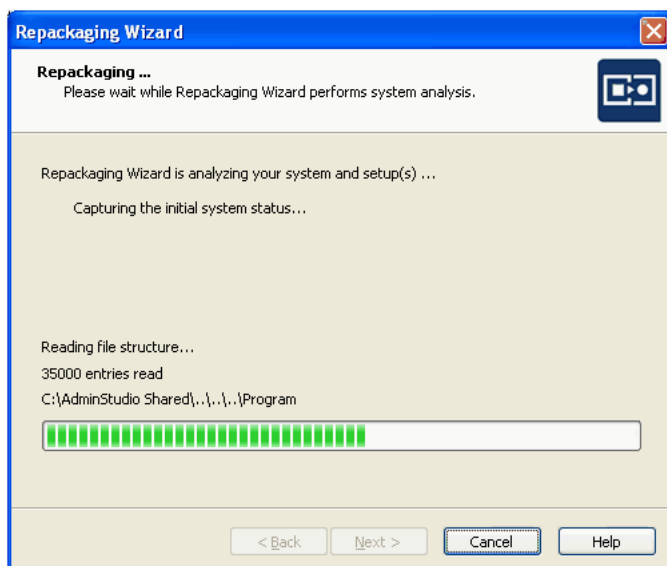 Repackaging Wizard
Repackaging ...
Please wait while Repackaging Wizard performs system analysis.
Repackaging Wizard is analyzing your system and setup(s) ...
Capturing the initial system status...
Reading file structure...
35000 entries read
C:\AdminStudio Shared\..\..\..\Program
< Back Next > Cancel Help